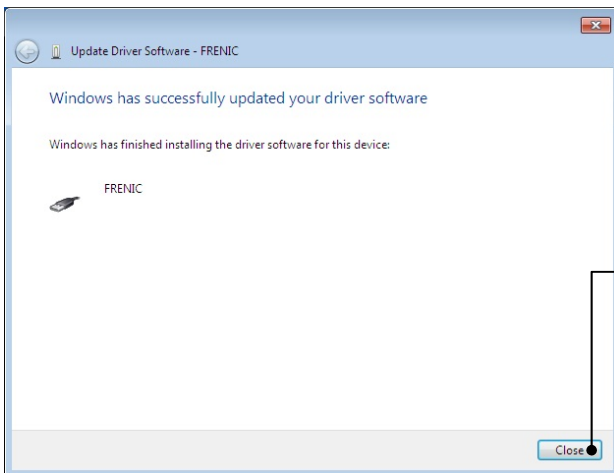 Update Driver Software - FRENIC
Windows has successfully updated your driver software
Windows has finished installing the driver software for this device:
FRENIC
Close